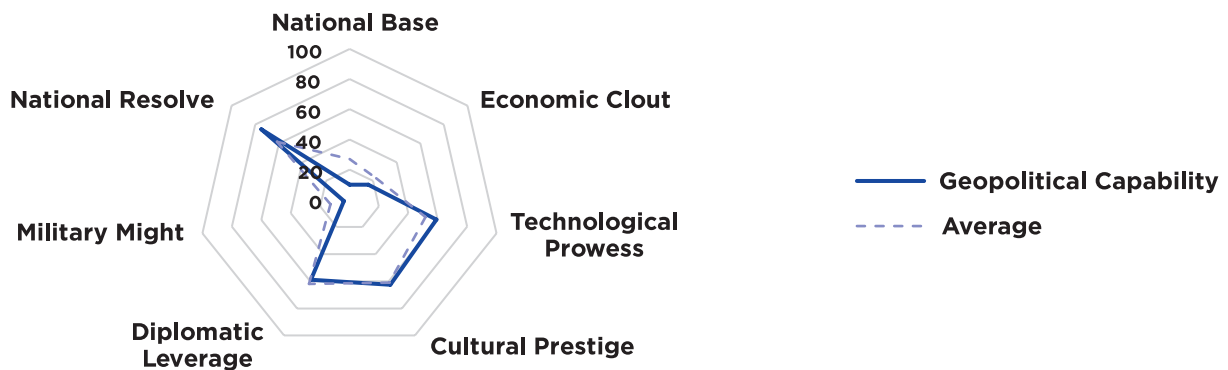 National Base
100
80
60
40
20
0
National Resolve
Economic Clout
Military Might
Technological
Prowess
Diplomatic
Leverage
Cultural Prestige
Geopolitical Capability
Average